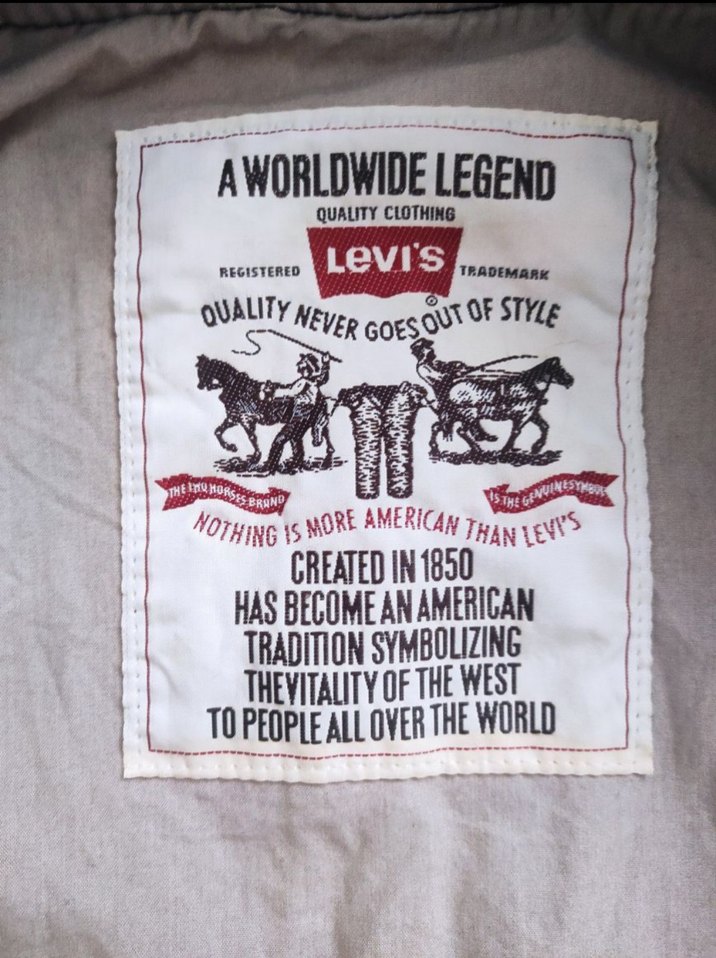 A WORLDWIDE LEGEND
QUALITY CLOTHING
LEVI'S
REGISTERED TRADEMARK
®
QUALITY NEVER GOES OUT OF STYLE
THE TWO HORSES BRAND
IS THE GENUINE SYMBOL
NOTHING IS MORE AMERICAN THAN LEVI'S
CREATED IN 1850
HAS BECOME AN AMERICAN
TRADITION SYMBOLIZING
THE VITALITY OF THE WEST
TO PEOPLE ALL OVER THE WORLD